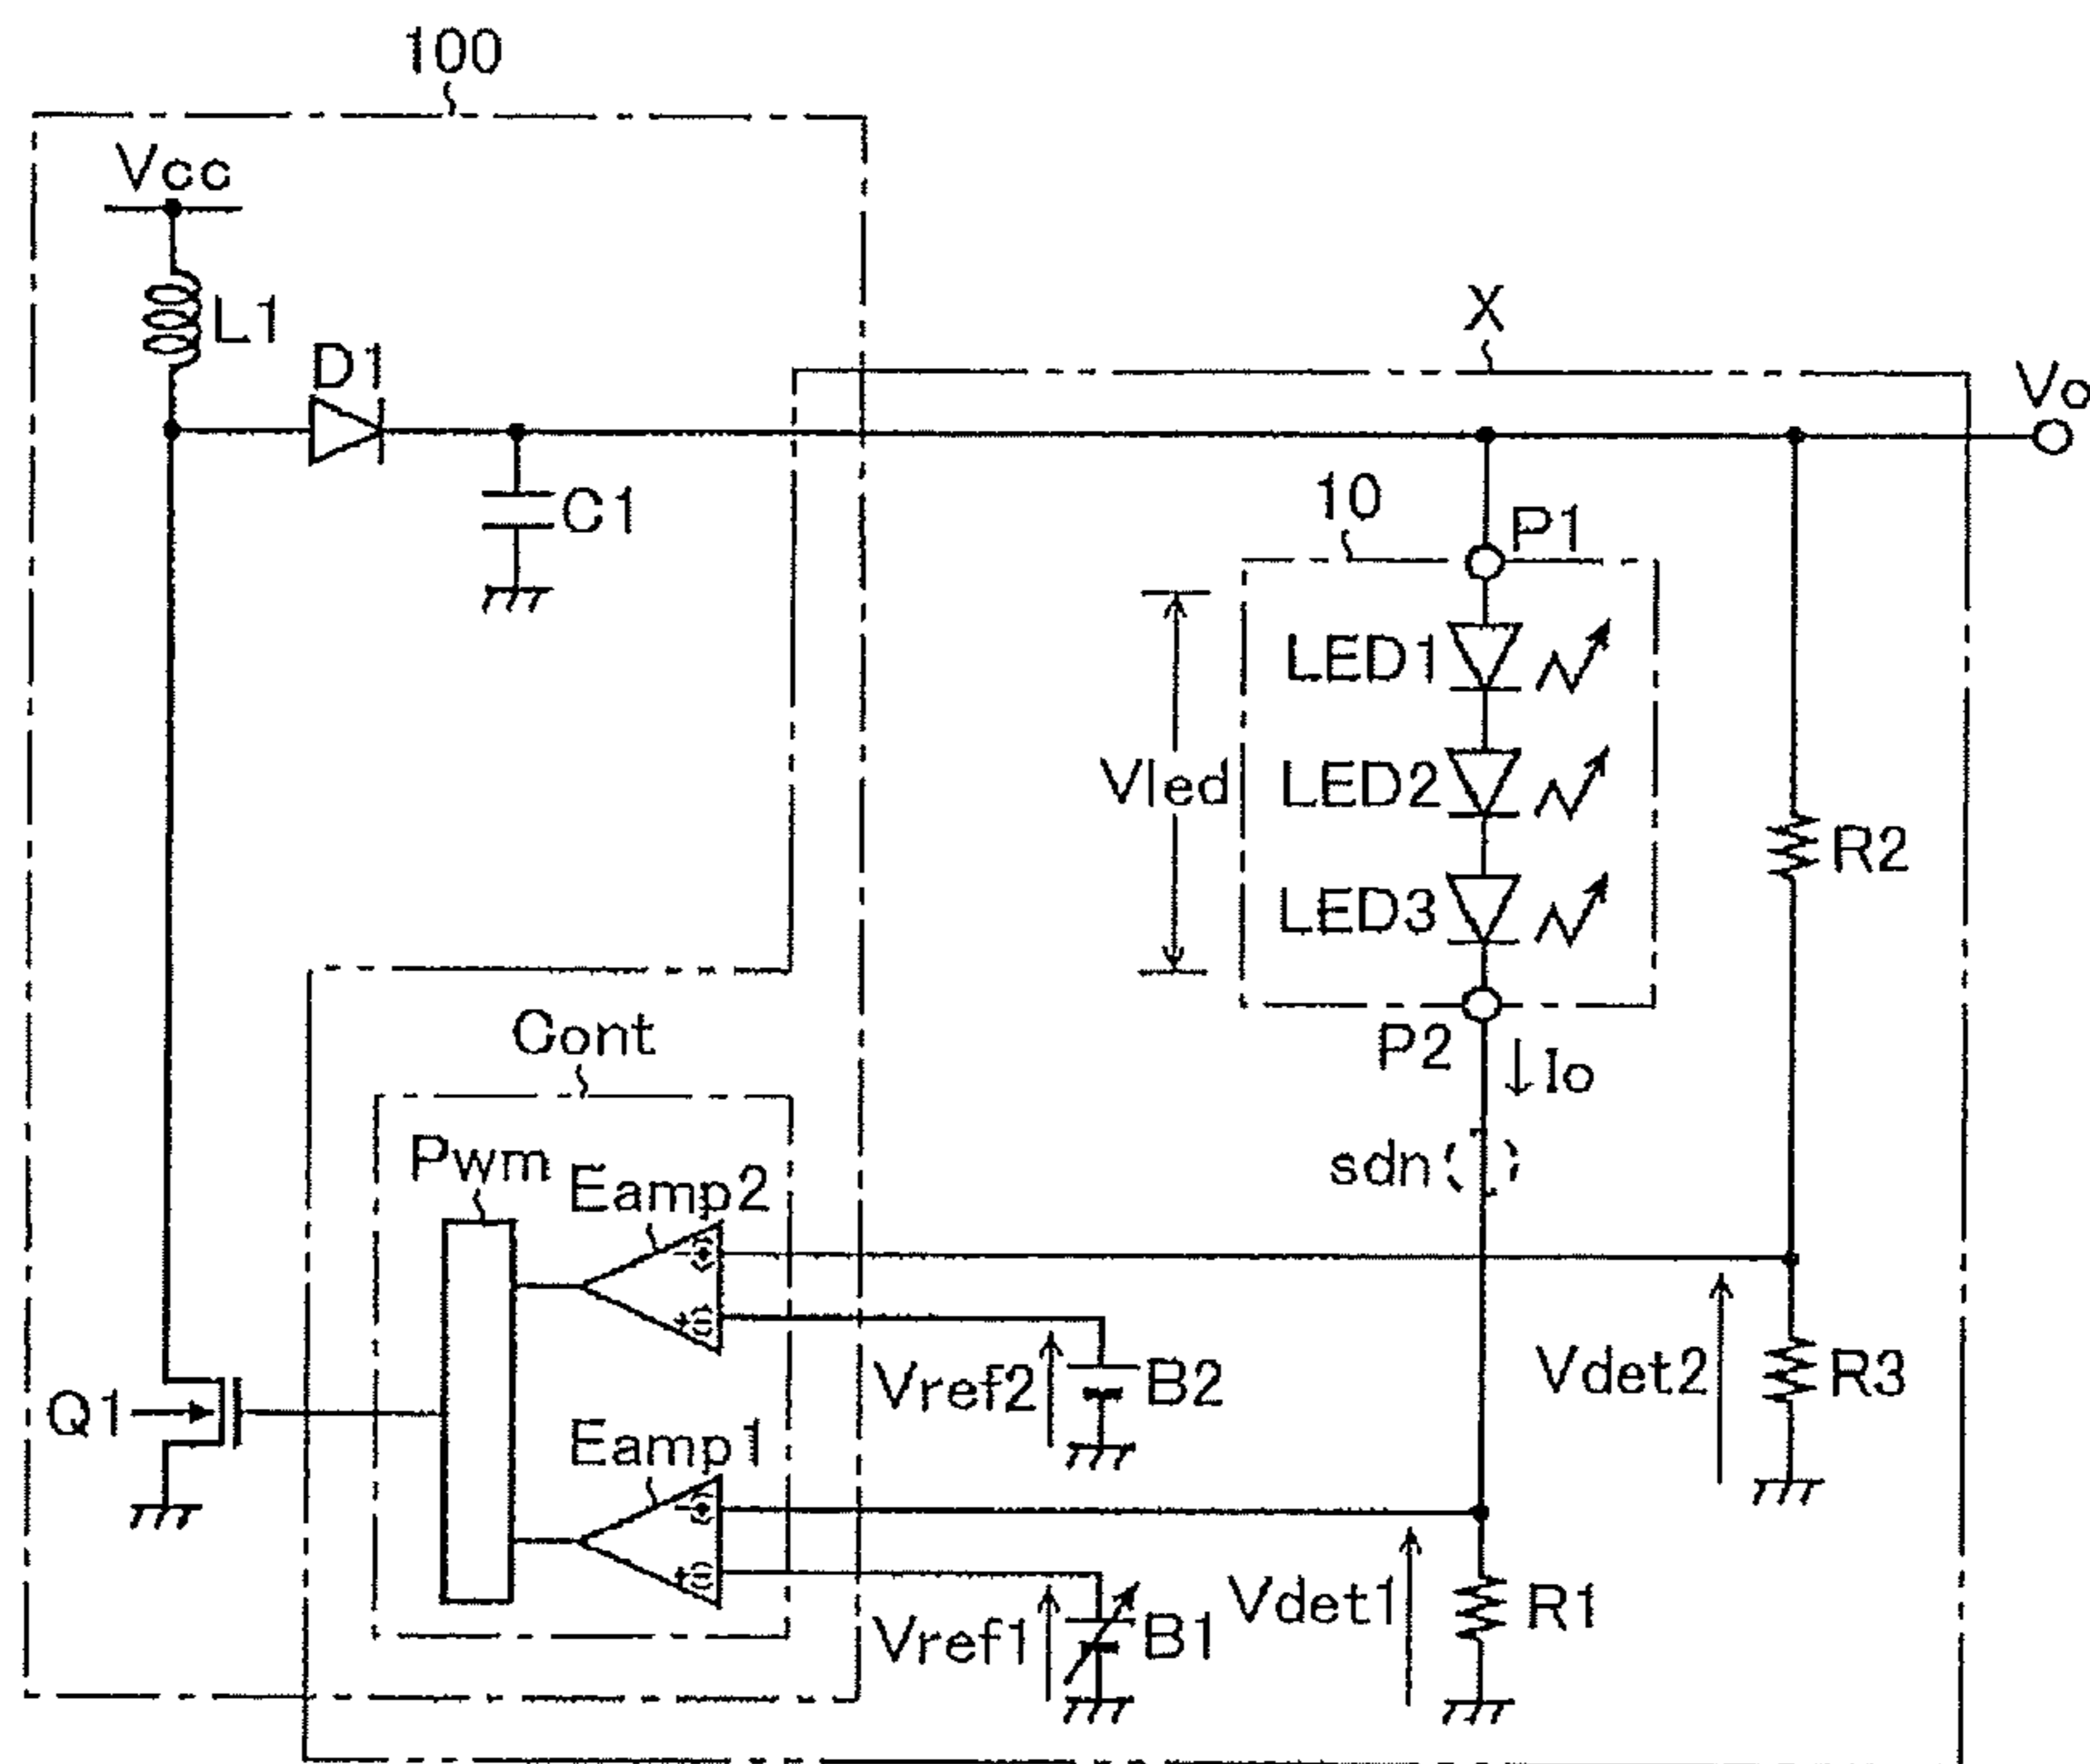 100
Vcc
L1
D1
X
Vo
C1
10
P1
LED1
Vled
LED2
R2
LED3
Cont
P2
Io
Pwm
Eamp2
sdn
-
+
Vref2
B2
Vdet2
R3
Q1
Eamp1
-
+
Vref1
B1
Vdet1
R1